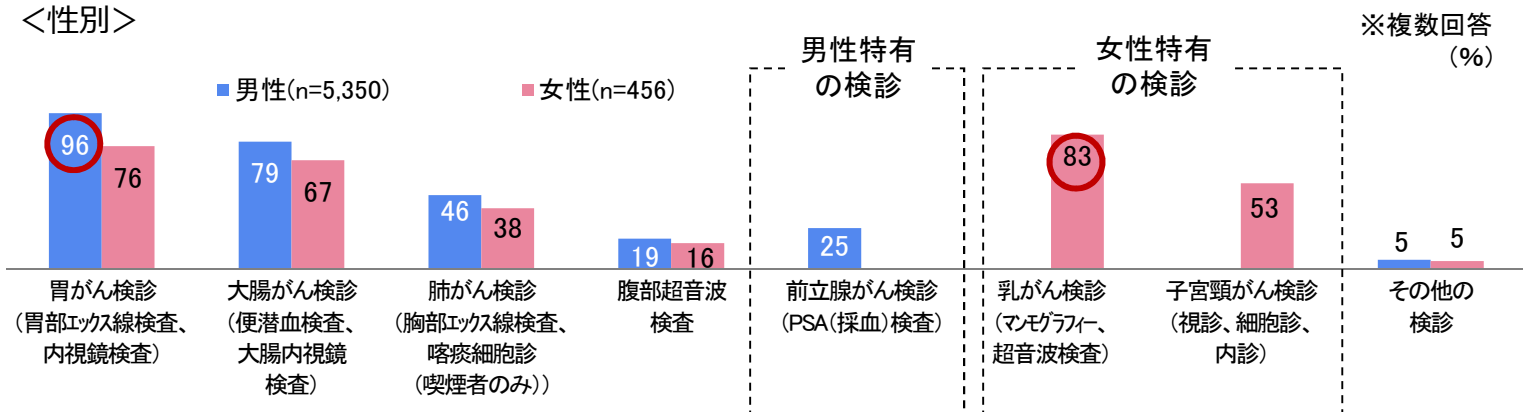 ＜性別＞
※複数回答
（%）
男性(n=5,350)
女性(n=456)
男性特有
の検診
女性特有
の検診
96
76
79
67
46
38
19
16
25
83
53
5
5
胃がん検診
（胃部エックス線検査、
内視鏡検査）
大腸がん検診
（便潜血検査、
大腸内視鏡
検査）
肺がん検診
（胸部エックス線検査、
喀痰細胞診
（喫煙者のみ））
腹部超音波
検査
前立腺がん検診
（PSA（採血）検査）
乳がん検診
（マンモグラフィー、
超音波検査）
子宮頸がん検診
（視診、細胞診、
内診）
その他の
検診